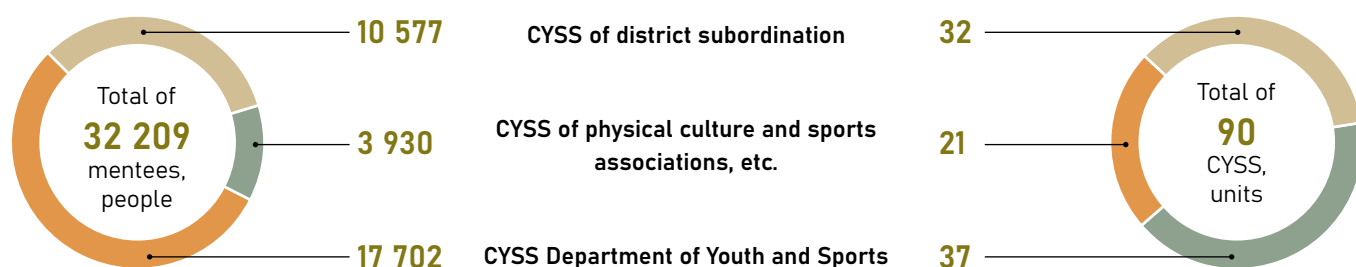 10 577 CYSS of district subordination 32
Total of
32 209
mentees,
people
3 930 CYSS of physical culture and sports
associations, etc. 21
Total of
90
CYSS,
units
17 702 CYSS Department of Youth and Sports 37